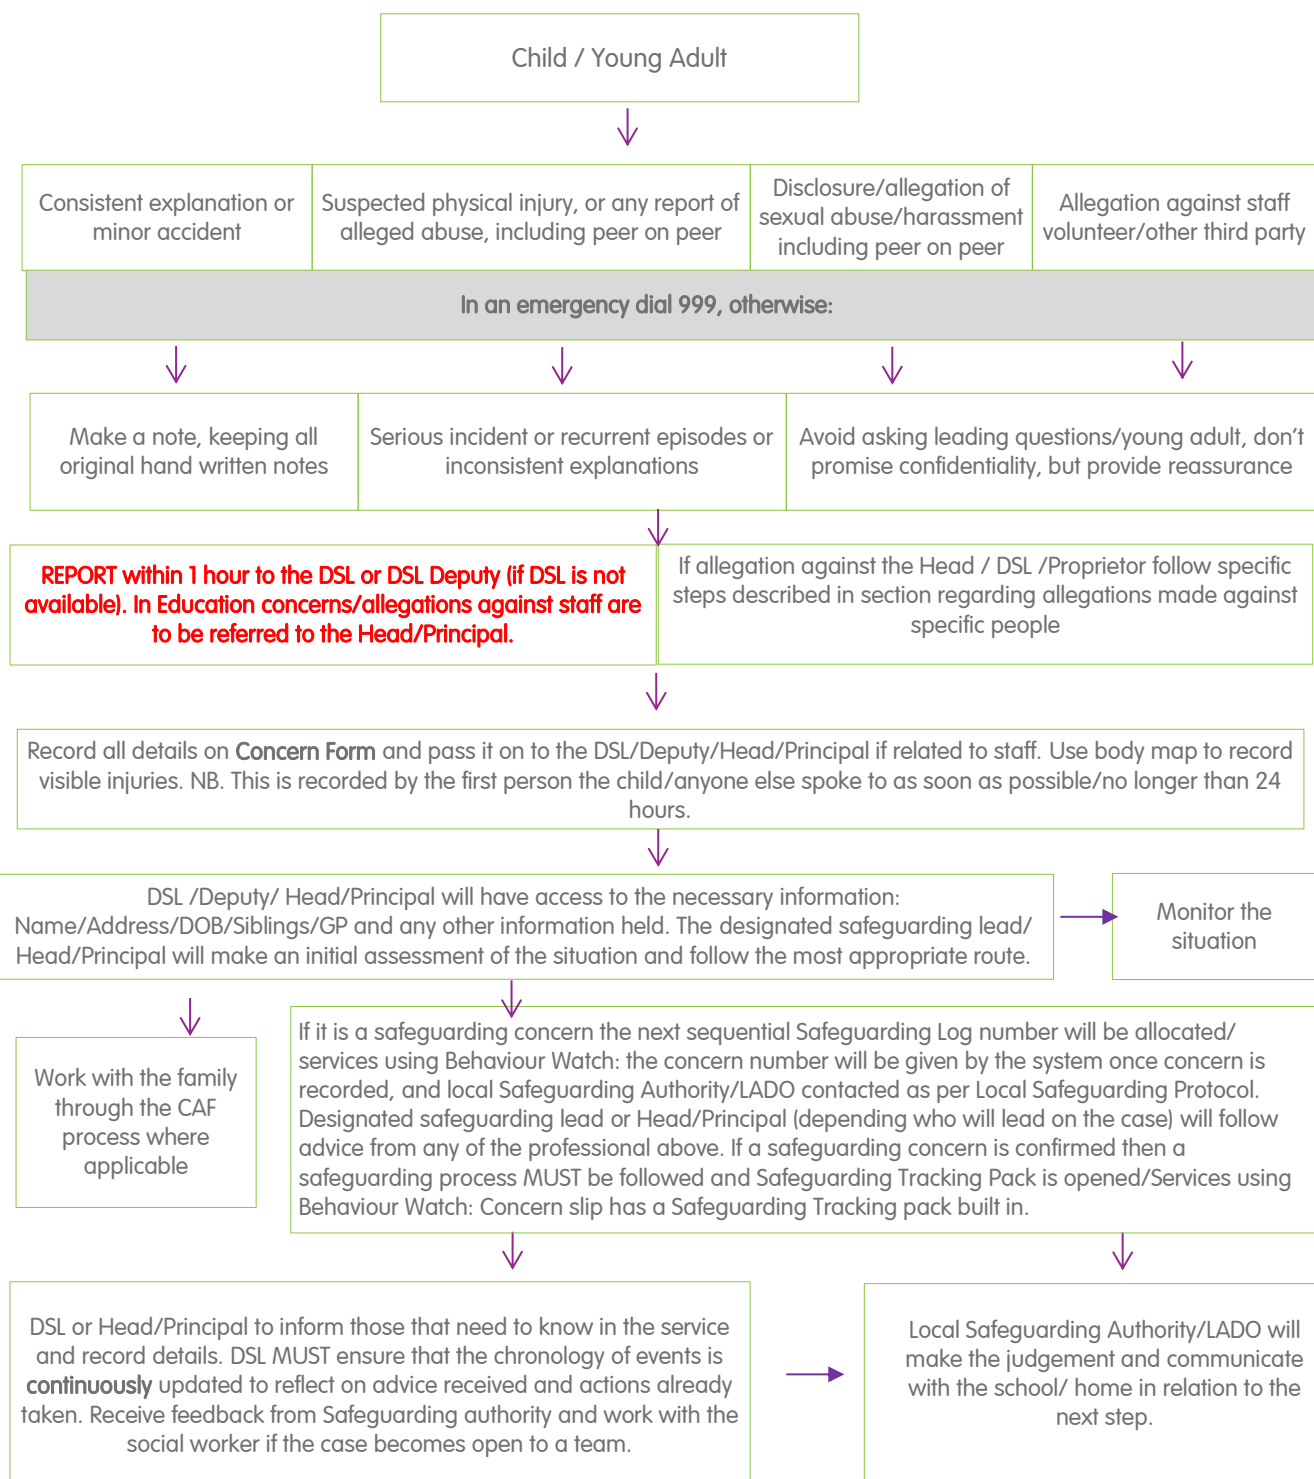 Child / Young Adult
Consistent explanation or
minor accident
Suspected physical injury, or any report of
alleged abuse, including peer on peer
Disclosure/allegation of
sexual abuse/harassment
including peer on peer
Allegation against staff
volunteer/other third party
In an emergency dial 999, otherwise:
Make a note, keeping all
original hand written notes
Serious incident or recurrent episodes or
inconsistent explanations
Avoid asking leading questions/young adult, don't
promise confidentiality, but provide reassurance
REPORT within 1 hour to the DSL or DSL Deputy (if DSL is not
available). In Education concerns/allegations against staff are
to be referred to the Head/Principal.
If allegation against the Head / DSL /Proprietor follow specific
steps described in section regarding allegations made against
specific people
Record all details on Concern Form and pass it on to the DSL/Deputy/Head/Principal if related to staff. Use body map to record
visible injuries. NB. This is recorded by the first person the child/anyone else spoke to as soon as possible/no longer than 24
hours.
DSL /Deputy/ Head/Principal will have access to the necessary information:
Name/Address/DOB/Siblings/GP and any other information held. The designated safeguarding lead/
Head/Principal will make an initial assessment of the situation and follow the most appropriate route.
Monitor the
situation
Work with the family
through the CAF
process where
applicable
If it is a safeguarding concern the next sequential Safeguarding Log number will be allocated/
services using Behaviour Watch: the concern number will be given by the system once concern is
recorded, and local Safeguarding Authority/LADO contacted as per Local Safeguarding Protocol.
Designated safeguarding lead or Head/Principal (depending who will lead on the case) will follow
advice from any of the professional above. If a safeguarding concern is confirmed then a
safeguarding process MUST be followed and Safeguarding Tracking Pack is opened/Services using
Behaviour Watch: Concern slip has a Safeguarding Tracking pack built in.
DSL or Head/Principal to inform those that need to know in the service
and record details. DSL MUST ensure that the chronology of events is
continuously updated to reflect on advice received and actions already
taken. Receive feedback from Safeguarding authority and work with the
social worker if the case becomes open to a team.
Local Safeguarding Authority/LADO will
make the judgement and communicate
with the school/ home in relation to the
next step.